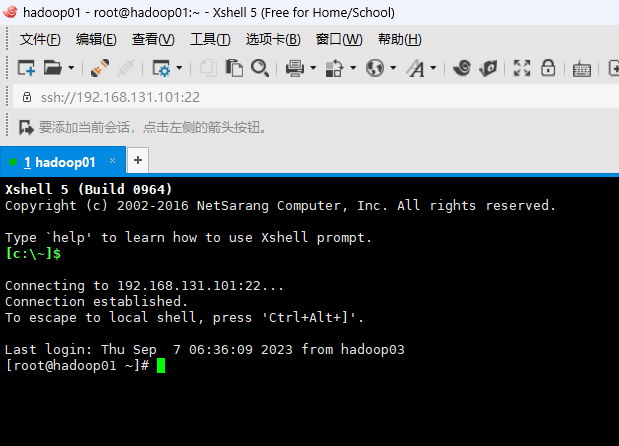 hadoop01 - root@hadoop01:~ - Xshell 5 (Free for Home/School)
文件(F) 编辑(E) 查看(V) 工具(T) 选项卡(B) 窗口(W) 帮助(H)
ssh://192.168.131.101:22
要添加当前会话，点击左侧的箭头按钮。
1 hadoop01 × +
Xshell 5 (Build 0964)
Copyright (c) 2002-2016 NetSarang Computer, Inc. All rights reserved.
Type `help' to learn how to use Xshell prompt.
[c:\~]$
Connecting to 192.168.131.101:22...
Connection established.
To escape to local shell, press 'Ctrl+Alt+]'.
Last login: Thu Sep  7 06:36:09 2023 from hadoop03
[root@hadoop01 ~]#